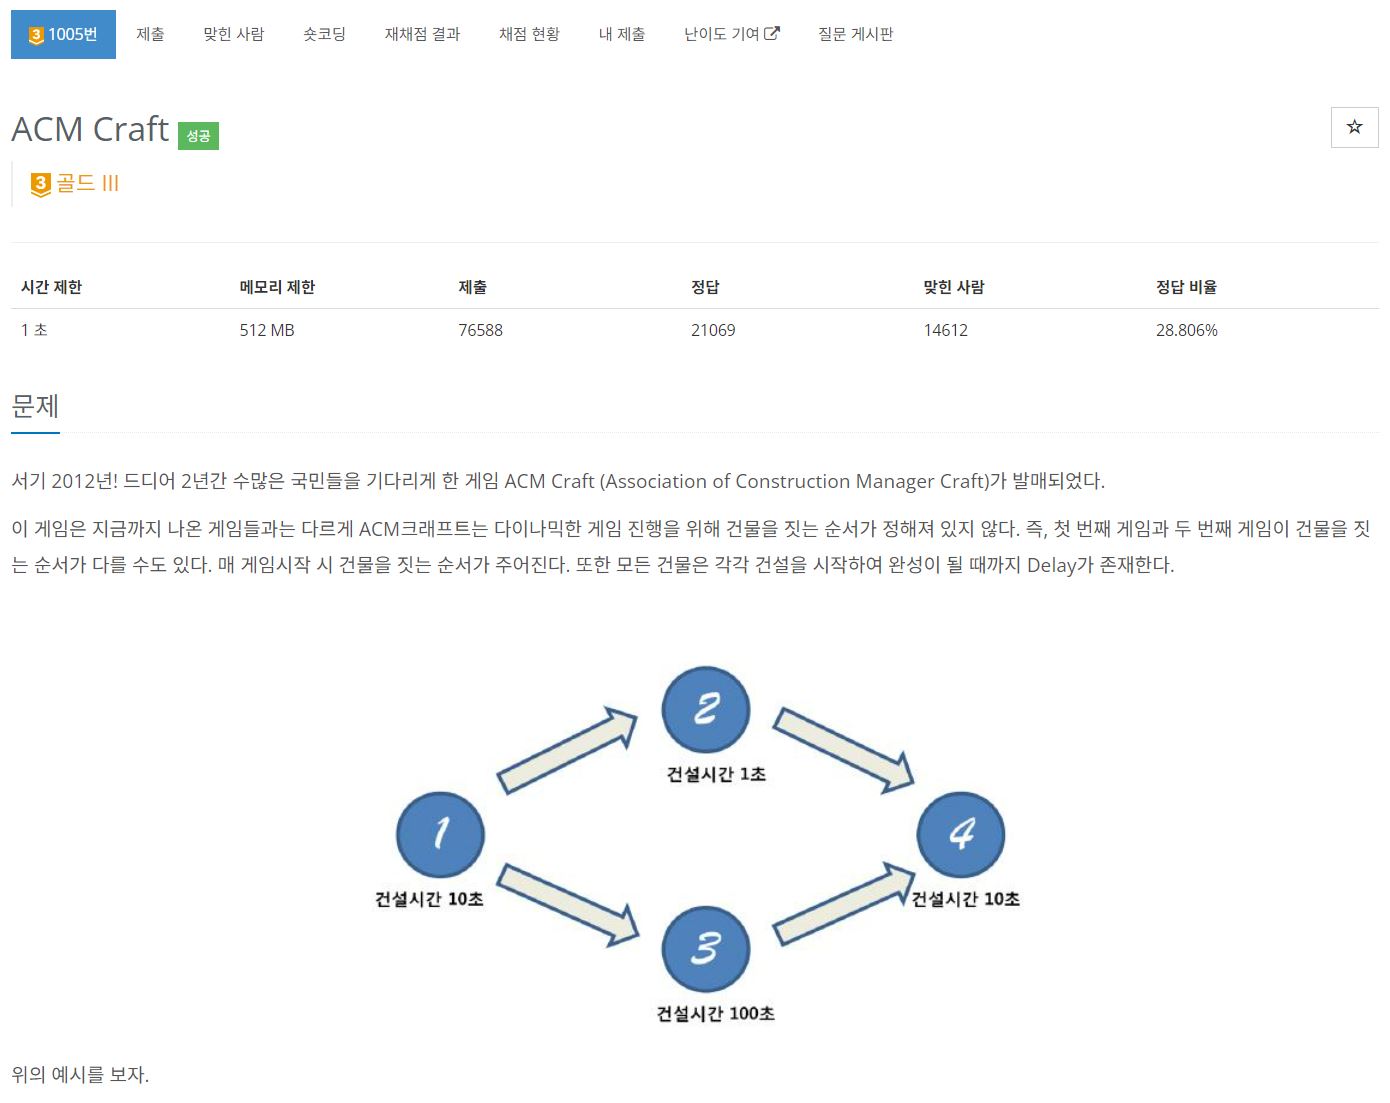 3 1005번 제출 맞힌 사람 숏코딩 재채점 결과 채점 현황 내 제출 난이도 기여 질문 게시판
ACM Craft 성공
3 골드 III
시간 제한 메모리 제한 제출 정답 맞힌 사람 정답 비율
1 초 512 MB 76588 21069 14612 28.806%
문제
서기 2012년! 드디어 2년간 수많은 국민들을 기다리게 한 게임 ACM Craft (Association of Construction Manager Craft)가 발매되었다.
이 게임은 지금까지 나온 게임들과는 다르게 ACM크래프트는 다이나믹한 게임 진행을 위해 건물을 짓는 순서가 정해져 있지 않다. 즉, 첫 번째 게임과 두 번째 게임이 건물을 짓
는 순서가 다를 수도 있다. 매 게임시작 시 건물을 짓는 순서가 주어진다. 또한 모든 건물은 각각 건설을 시작하여 완성이 될 때까지 Delay가 존재한다.
2
건설시간 1초
1
건설시간 10초
4
건설시간 10초
3
건설시간 100초
위의 예시를 보자.